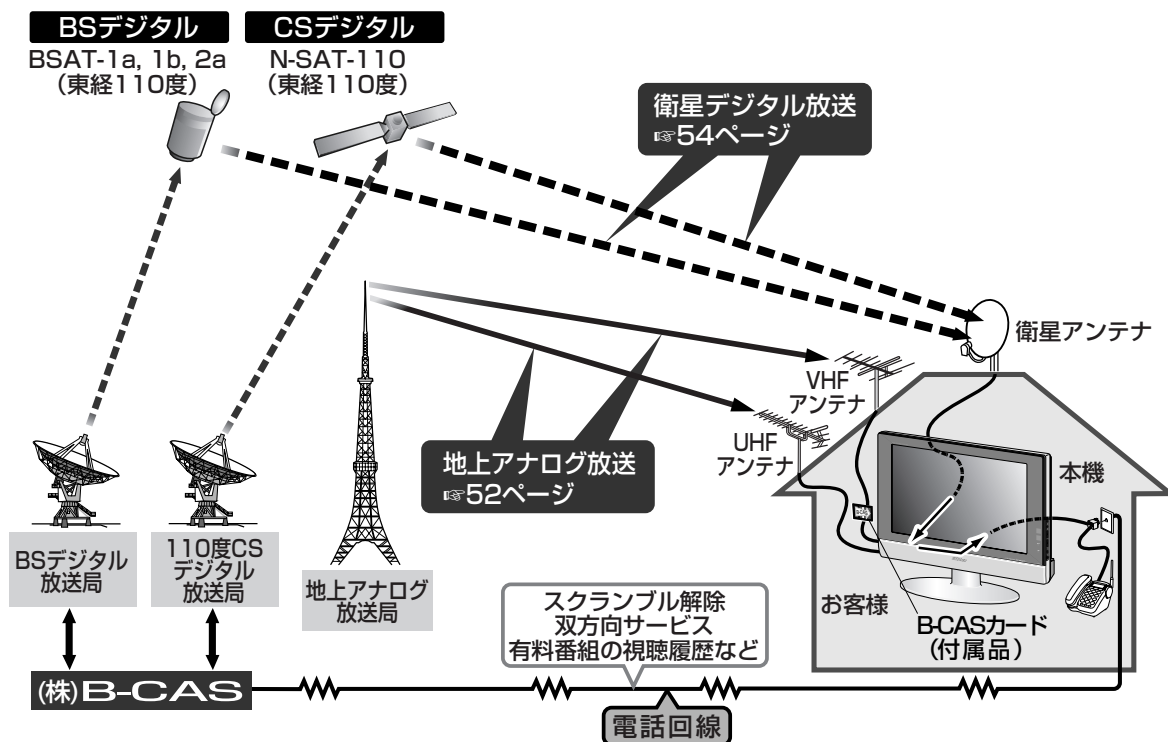 BSデジタル
BSAT-1a, 1b, 2a
（東経110度）
CSデジタル
N-SAT-110
（東経110度）
衛星デジタル放送
☞54ページ
衛星アンテナ
VHF
アンテナ
UHF
アンテナ
地上アナログ放送
☞52ページ
本機
BSデジタル
放送局
110度CS
デジタル
放送局
地上アナログ
放送局
お客様
B-CASカード
（付属品）
スクランブル解除
双方向サービス
有料番組の視聴履歴など
(株)B-CAS
電話回線